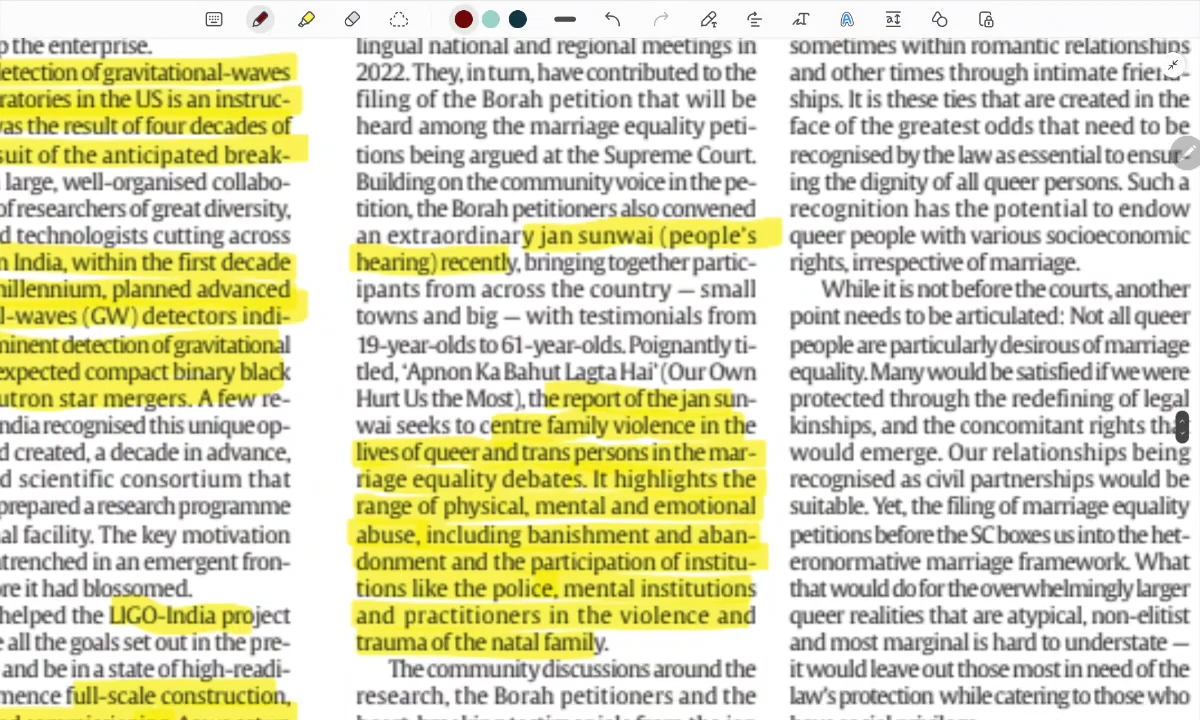 p the enterprise.
etection of gravitational-waves
ratories in the US is an instruc-
as the result of four decades of
suit of the anticipated break-
large, well-organised collabo-
of researchers of great diversity,
d technologists cutting across
n India, within the first decade
millennium, planned advanced
l-waves (GW) detectors indi-
minent detection of gravitational
expected compact binary black
utron star mergers. A few re-
ndia recognised this unique op-
d created, a decade in advance,
d scientific consortium that
prepared a research programme
al facility. The key motivation
ntrenched in an emergent fron-
ore it had blossomed.
helped the LIGO-India project
e all the goals set out in the pre-
and be in a state of high-readi-
mence full-scale construction,
lingual national and regional meetings in
2022. They, in turn, have contributed to the
filing of the Borah petition that will be
heard among the marriage equality peti-
tions being argued at the Supreme Court.
Building on the community voice in the pe-
tition, the Borah petitioners also convened
an extraordinary jan sunwai (people's
hearing) recently, bringing together partic-
ipants from across the country — small
towns and big — with testimonials from
19-year-olds to 61-year-olds. Poignantly ti-
tled, 'Apnon Ka Bahut Lagta Hai' (Our Own
Hurt Us the Most), the report of the jan sun-
wai seeks to centre family violence in the
lives of queer and trans persons in the mar-
riage equality debates. It highlights the
range of physical, mental and emotional
abuse, including banishment and aban-
donment and the participation of institu-
tions like the police, mental institutions
and practitioners in the violence and
trauma of the natal family.
The community discussions around the
research, the Borah petitioners and the
sometimes within romantic relationships
and other times through intimate friend-
ships. It is these ties that are created in the
face of the greatest odds that need to be
recognised by the law as essential to ensur-
ing the dignity of all queer persons. Such a
recognition has the potential to endow
queer people with various socioeconomic
rights, irrespective of marriage.
While it is not before the courts, another
point needs to be articulated: Not all queer
people are particularly desirous of marriage
equality. Many would be satisfied if we were
protected through the redefining of legal
kinships, and the concomitant rights that
would emerge. Our relationships being
recognised as civil partnerships would be
suitable. Yet, the filing of marriage equality
petitions before the SC boxes us into the het-
eronormative marriage framework. What
that would do for the overwhelmingly larger
queer realities that are atypical, non-elitist
and most marginal is hard to understate —
it would leave out those most in need of the
law's protection while catering to those who